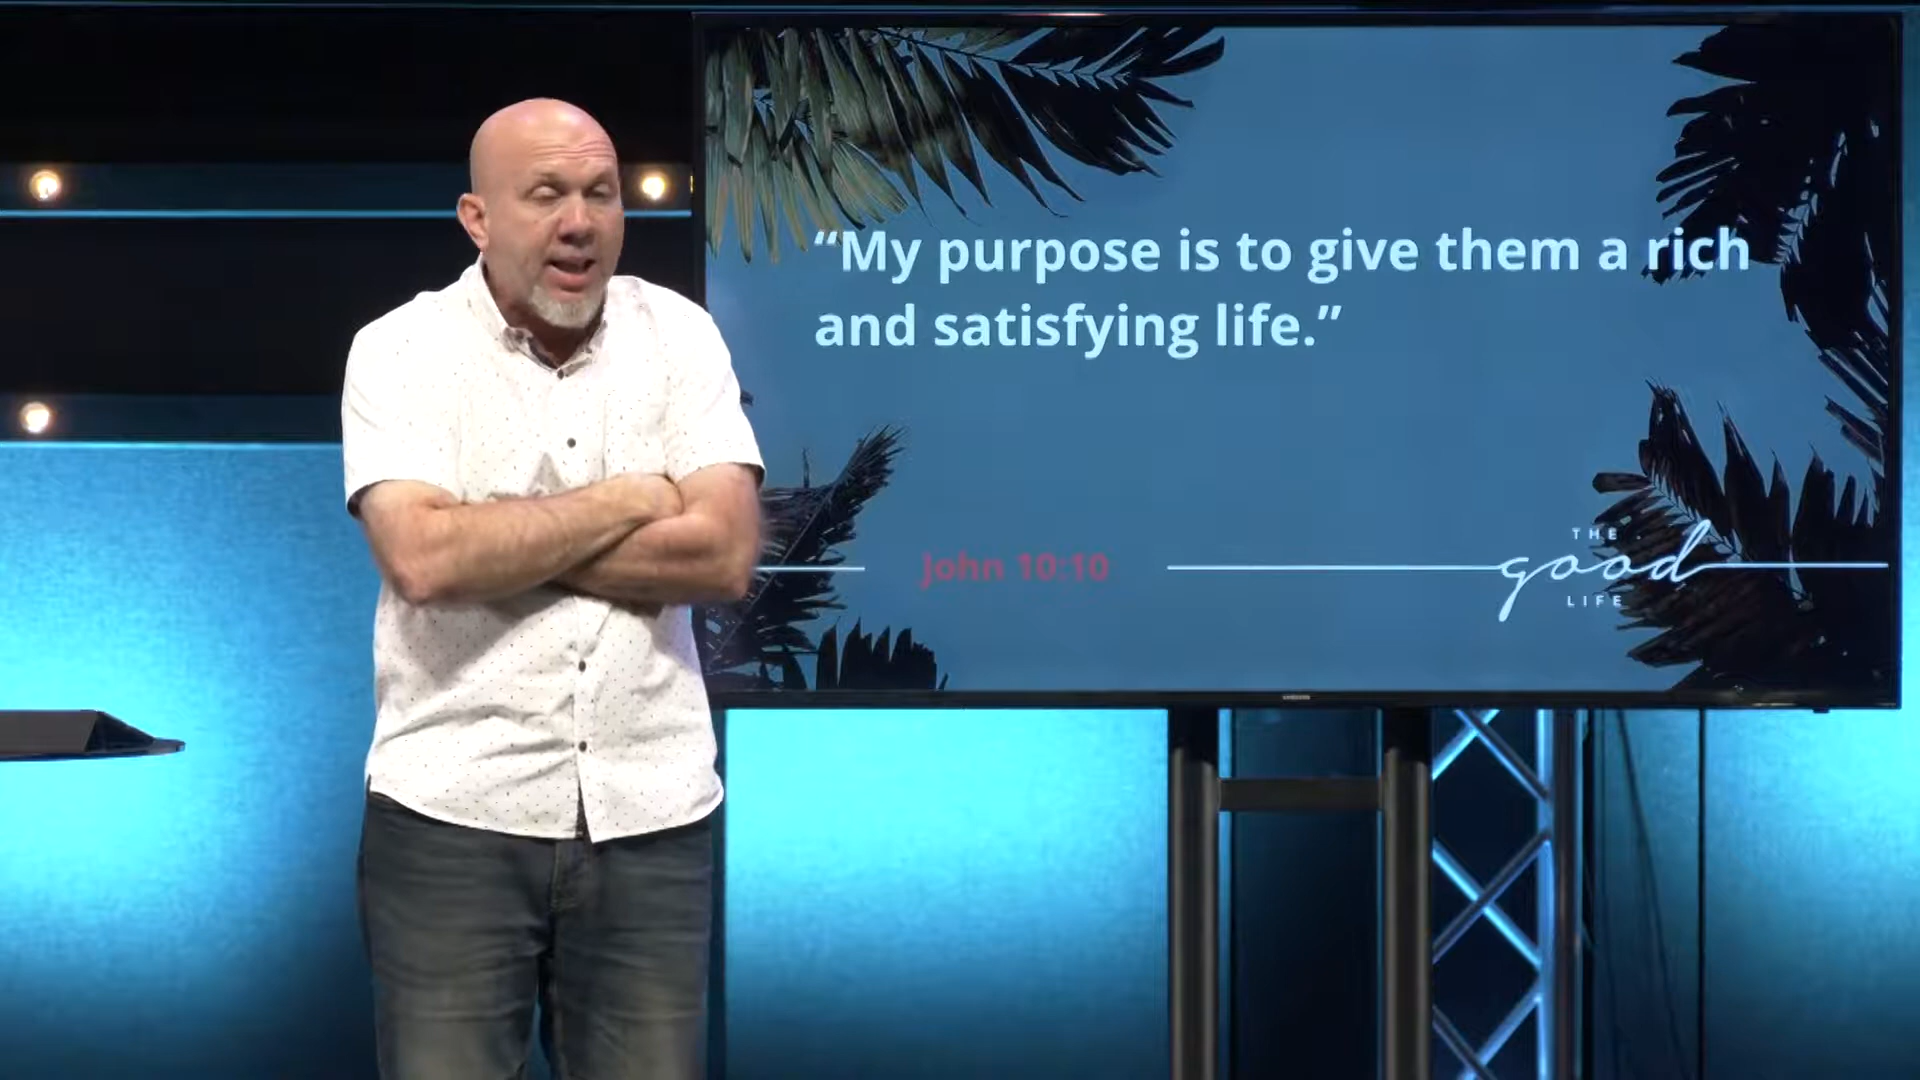 “My purpose is to give them a rich
and satisfying life.”
John 10:10
THE
good
LIFE